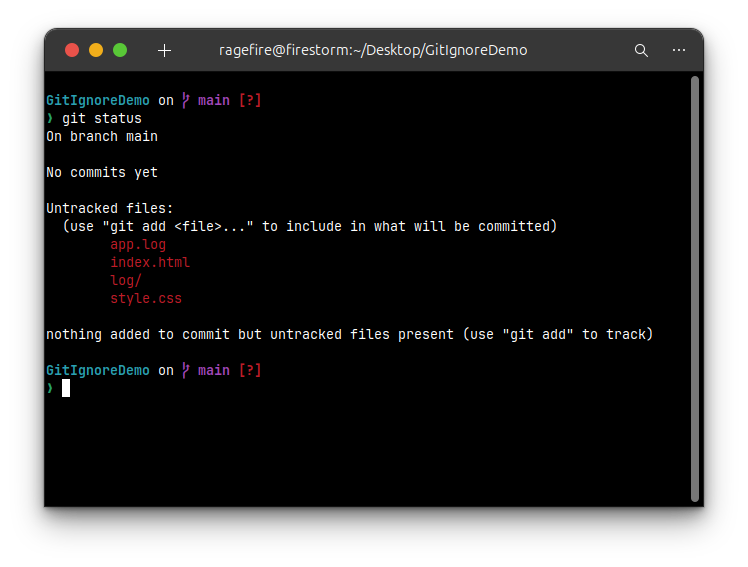 ragefire@firestorm:~/Desktop/GitIgnoreDemo
GitIgnoreDemo on main [?]
❯ git status
On branch main
No commits yet
Untracked files:
(use "git add <file>..." to include in what will be committed)
app.log
index.html
log/
style.css
nothing added to commit but untracked files present (use "git add" to track)
GitIgnoreDemo on main [?]
❯